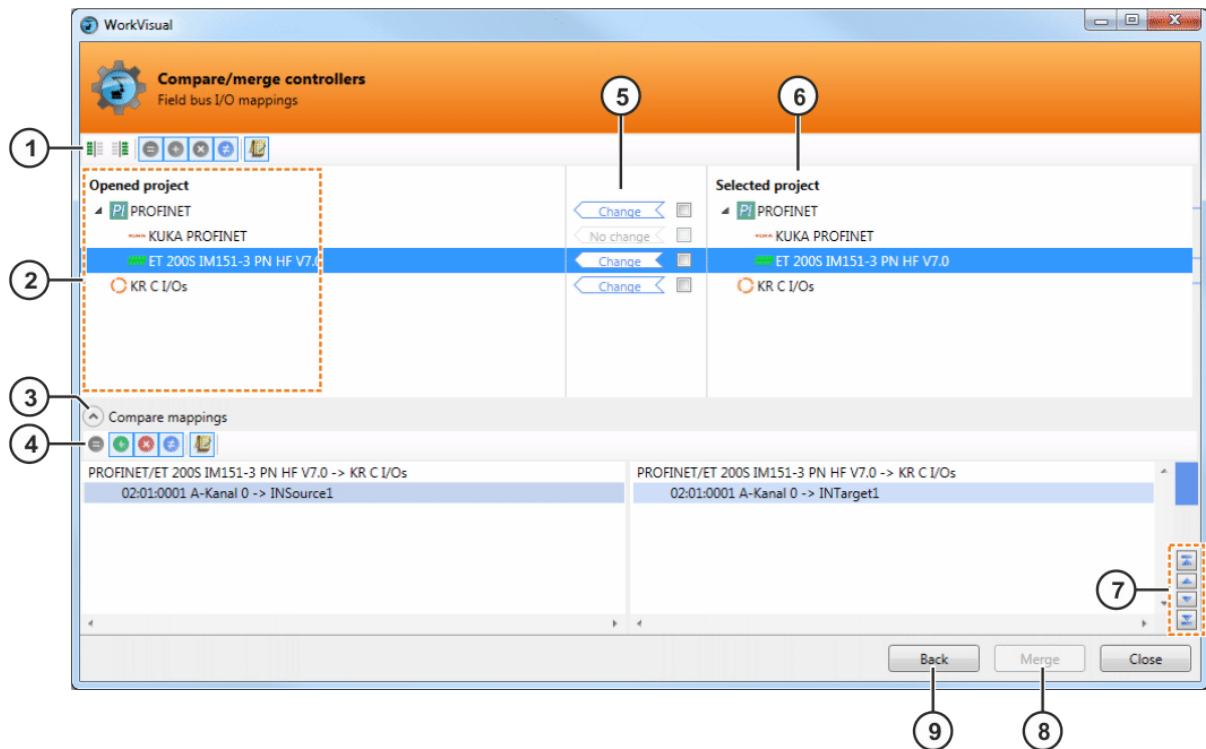 WorkVisual
Compare/merge controllers
Field bus I/O mappings
5
6
1
Opened project
Selected project
PI PROFINET
Change
PI PROFINET
KUKA KUKA PROFINET
No change
KUKA KUKA PROFINET
2
ET 200S IM151-3 PN HF V7.0
Change
ET 200S IM151-3 PN HF V7.0
KR C I/Os
Change
KR C I/Os
3
Compare mappings
4
PROFINET/ET 200S IM151-3 PN HF V7.0 -> KR C I/Os
PROFINET/ET 200S IM151-3 PN HF V7.0 -> KR C I/Os
02:01:0001 A-Kanal 0 -> INSource1
02:01:0001 A-Kanal 0 -> INTarget1
7
Back
Merge
Close
9
8